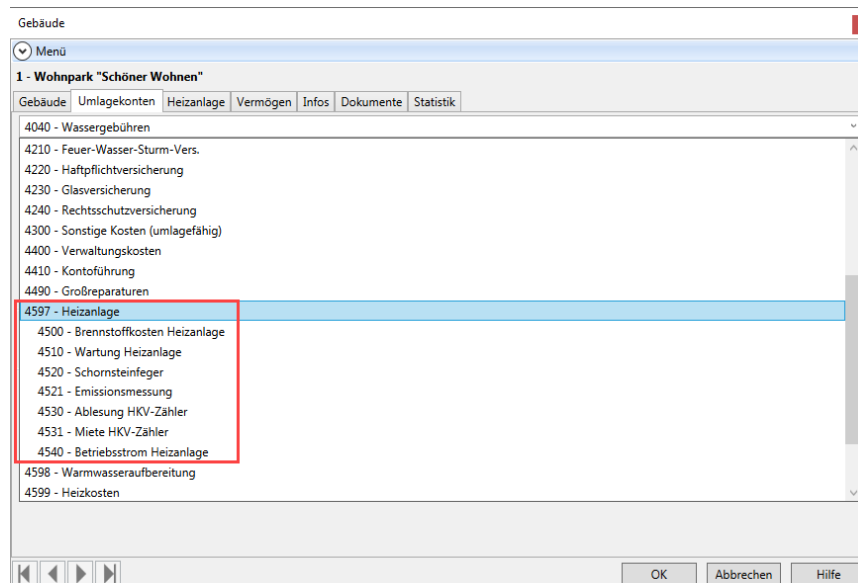 Gebäude
Menü
1 - Wohnpark "Schöner Wohnen"
Gebäude Umlagekonten Heizanlage Vermögen Infos Dokumente Statistik
4040 - Wassergebühren
4210 - Feuer-Wasser-Sturm-Vers.
4220 - Haftpflichtversicherung
4230 - Glasversicherung
4240 - Rechtsschutzversicherung
4300 - Sonstige Kosten (umlagefähig)
4400 - Verwaltungskosten
4410 - Kontoführung
4490 - Großreparaturen
4597 - Heizanlage
4500 - Brennstoffkosten Heizanlage
4510 - Wartung Heizanlage
4520 - Schornsteinfeger
4521 - Emissionsmessung
4530 - Ablesung HKV-Zähler
4531 - Miete HKV-Zähler
4540 - Betriebsstrom Heizanlage
4598 - Warmwasseraufbereitung
4599 - Heizkosten
OK Abbrechen Hilfe